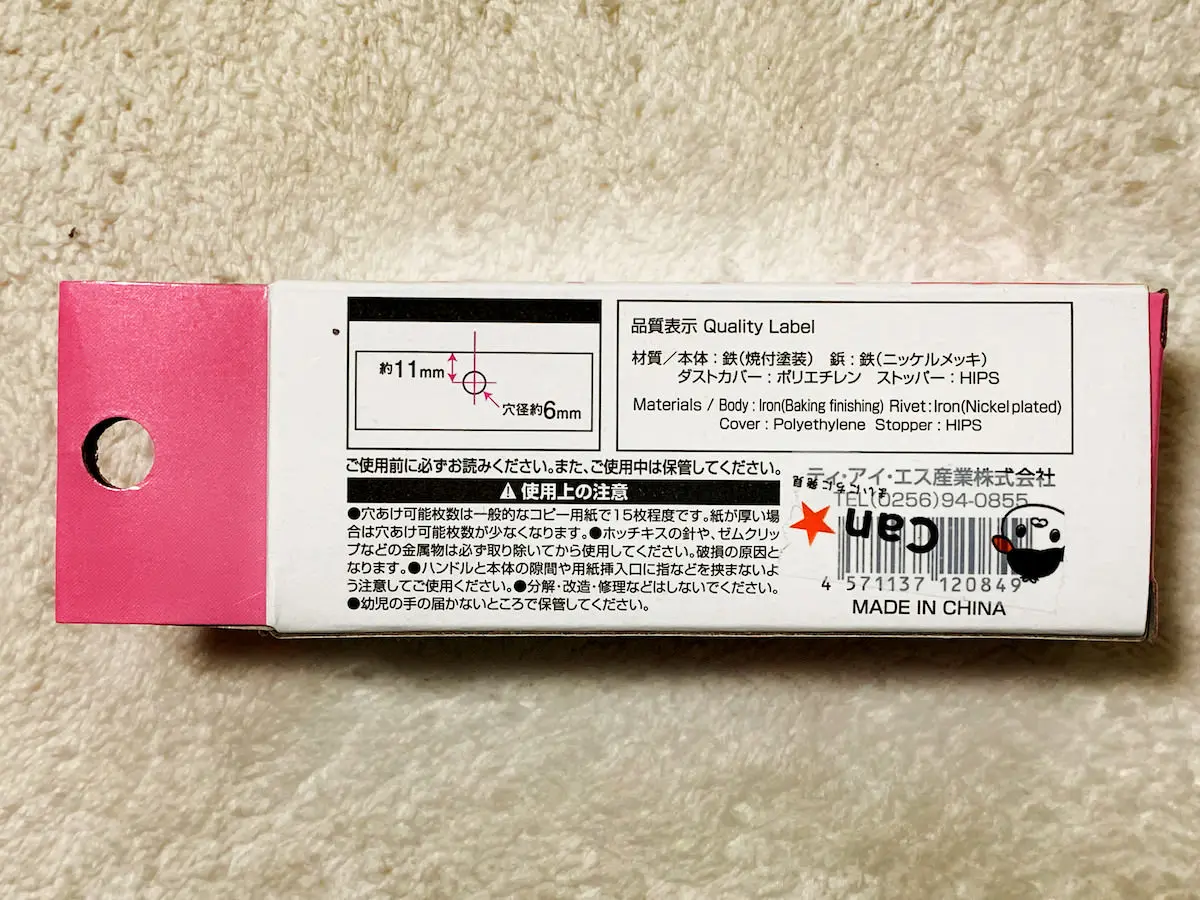 約11mm
穴径約6mm
品質表示 Quality Label
材質／本体：鉄（焼付塗装） 鋲：鉄（ニッケルメッキ）
ダストカバー：ポリエチレン ストッパー：HIPS
Materials / Body : Iron(Baking finishing) Rivet : Iron(Nickel plated)
Cover : Polyethylene Stopper : HIPS
ご使用前に必ずお読みください。また、ご使用中は保管してください。
使用上の注意
●穴あけ可能枚数は一般的なコピー用紙で15枚程度です。紙が厚い場
合は穴あけ可能枚数が少なくなります。●ホッチキスの針や、ゼムクリッ
プなどの金属物は必ず取り除いてから使用してください。破損の原因と
なります。●ハンドルと本体の隙間や用紙挿入口に指などを挟まないよ
う注意してご使用ください。●分解・改造・修理などはしないでください。
●幼児の手の届かないところで保管してください。
ティ・アイ・エス産業株式会社
TEL(0256)94-0855
まいにちに発見
Can
4 571137 120849
MADE IN CHINA